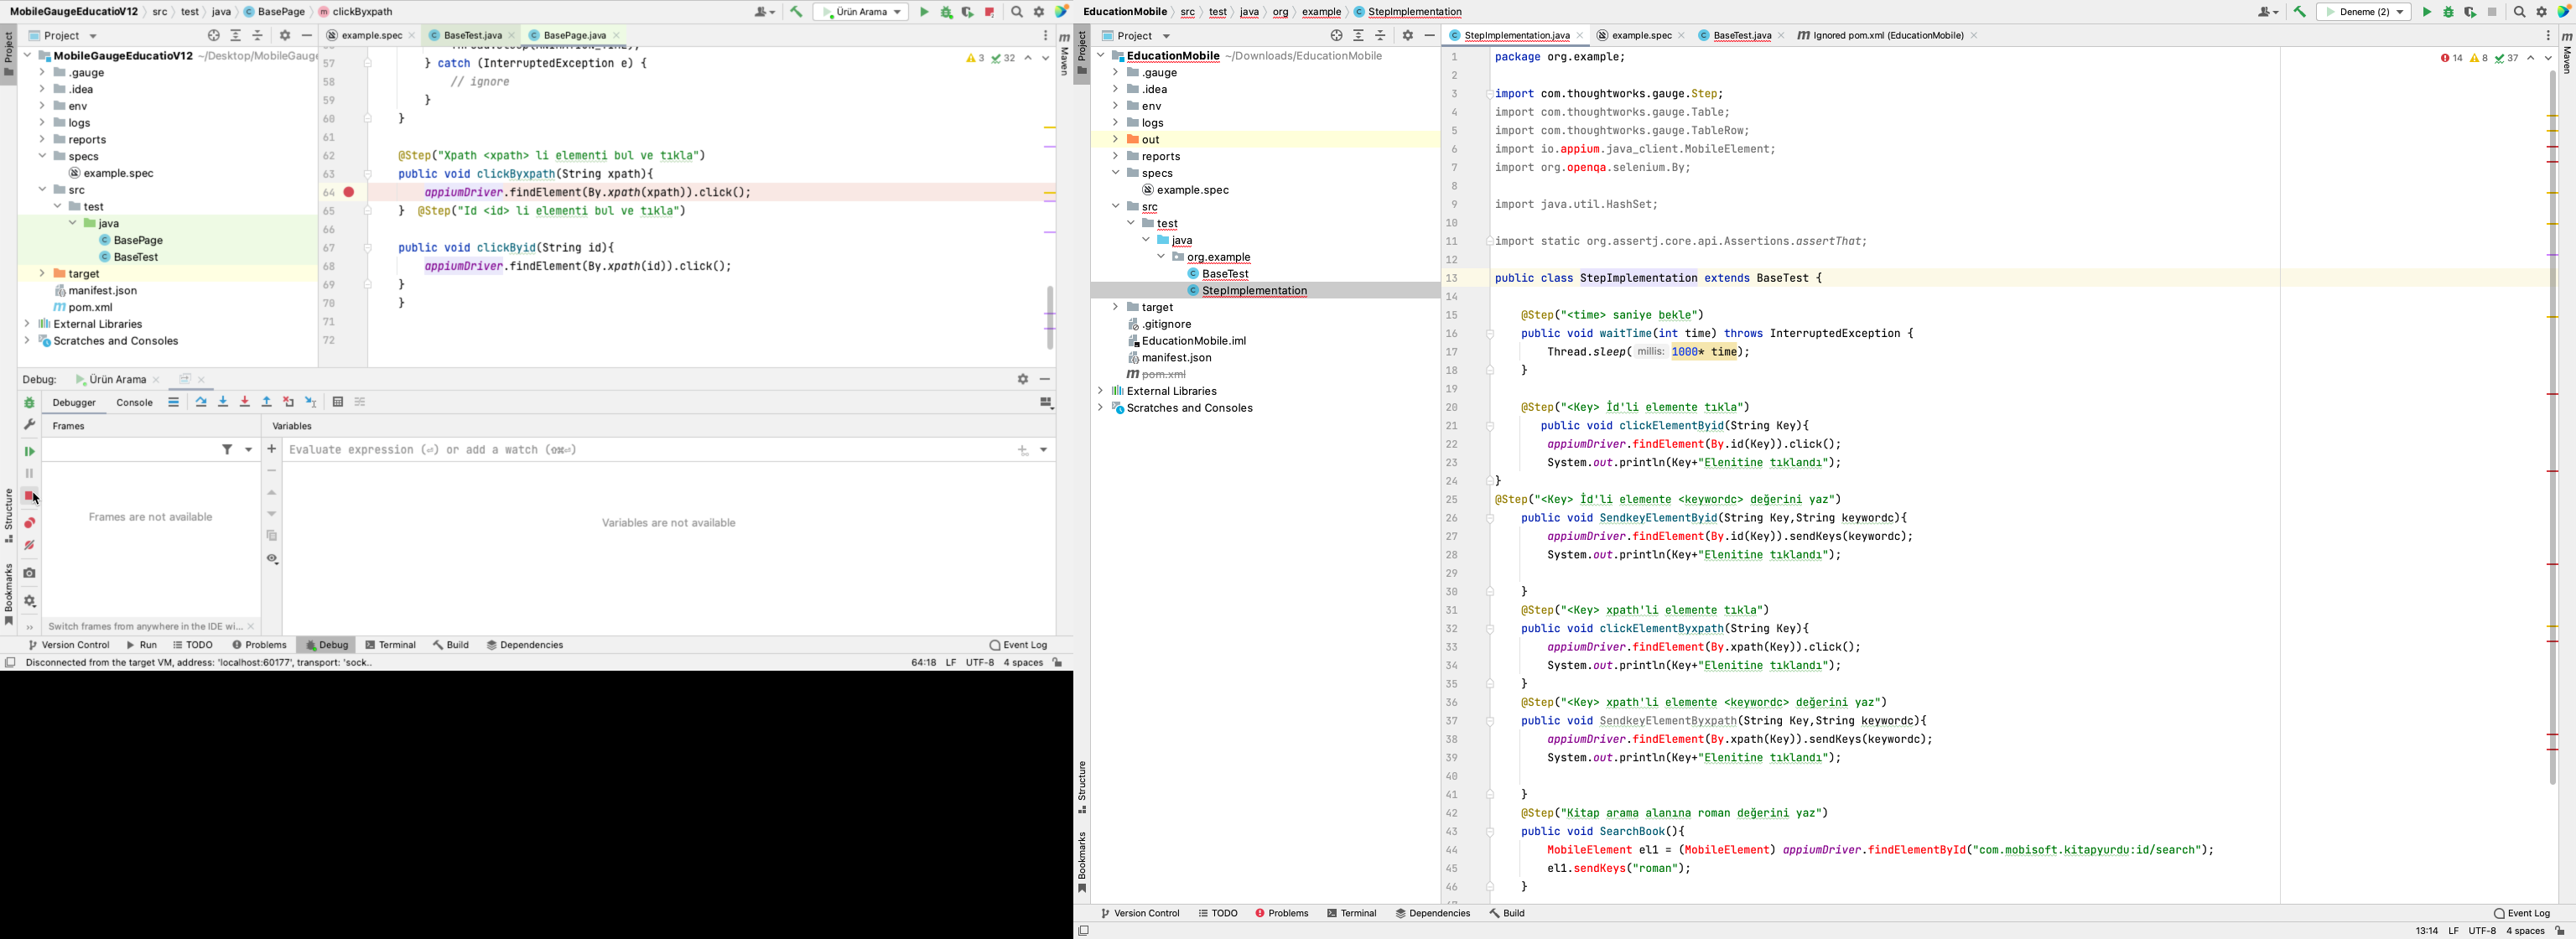 MobileGaugeEducatioV12 src test java BasePage clickByxpath
Ürün Arama
Project
example.spec
BaseTest.java
BasePage.java
MobileGaugeEducatioV12 ~/Desktop/MobileGauge
.gauge
.idea
env
logs
reports
specs
example.spec
src
test
java
BasePage
BaseTest
target
manifest.json
pom.xml
External Libraries
Scratches and Consoles
3 32
57 } catch (InterruptedException e) {
58 // ignore
59 }
60 }
61
62 @Step("Xpath <xpath> li elementi bul ve tıkla")
63 public void clickByxpath(String xpath){
64 appiumDriver.findElement(By.xpath(xpath)).click();
65 } @Step("Id <id> li elementi bul ve tıkla")
66
67 public void clickByid(String id){
68 appiumDriver.findElement(By.xpath(id)).click();
69 }
70 }
71
72
Maven
Project
Structure
Bookmarks
Debug: Ürün Arama
Debugger Console
Frames Variables
Evaluate expression (⏎) or add a watch (⇧⌘⏎)
Frames are not available
Variables are not available
Switch frames from anywhere in the IDE wi...
Version Control Run TODO Problems Debug Terminal Build Dependencies Event Log
Disconnected from the target VM, address: 'localhost:60177', transport: 'sock.. 64:18 LF UTF-8 4 spaces
EducationMobile src test java org example StepImplementation
Deneme (2)
Project
StepImplementation.java
example.spec
BaseTest.java
Ignored pom.xml (EducationMobile)
EducationMobile ~/Downloads/EducationMobile
.gauge
.idea
env
logs
out
reports
specs
example.spec
src
test
java
org.example
BaseTest
StepImplementation
target
.gitignore
EducationMobile.iml
manifest.json
pom.xml
External Libraries
Scratches and Consoles
14 8 37
1 package org.example;
2
3 import com.thoughtworks.gauge.Step;
4 import com.thoughtworks.gauge.Table;
5 import com.thoughtworks.gauge.TableRow;
6 import io.appium.java_client.MobileElement;
7 import org.openqa.selenium.By;
8
9 import java.util.HashSet;
10
11 import static org.assertj.core.api.Assertions.assertThat;
12
13 public class StepImplementation extends BaseTest {
14
15 @Step("<time> saniye bekle")
16 public void waitTime(int time) throws InterruptedException {
17 Thread.sleep( millis: 1000* time);
18 }
19
20 @Step("<Key> İd'li elemente tıkla")
21 public void clickElementByid(String Key){
22 appiumDriver.findElement(By.id(Key)).click();
23 System.out.println(Key+"Elenitine tıklandı");
24 }
25 @Step("<Key> İd'li elemente <keywordc> değerini yaz")
26 public void SendkeyElementByid(String Key,String keywordc){
27 appiumDriver.findElement(By.id(Key)).sendKeys(keywordc);
28 System.out.println(Key+"Elenitine tıklandı");
29
30 }
31 @Step("<Key> xpath'li elemente tıkla")
32 public void clickElementByxpath(String Key){
33 appiumDriver.findElement(By.xpath(Key)).click();
34 System.out.println(Key+"Elenitine tıklandı");
35 }
36 @Step("<Key> xpath'li elemente <keywordc> değerini yaz")
37 public void SendkeyElementByxpath(String Key,String keywordc){
38 appiumDriver.findElement(By.xpath(Key)).sendKeys(keywordc);
39 System.out.println(Key+"Elenitine tıklandı");
40
41 }
42 @Step("Kitap arama alanına roman değerini yaz")
43 public void SearchBook(){
44 MobileElement el1 = (MobileElement) appiumDriver.findElementById("com.mobisoft.kitapyurdu:id/search");
45 el1.sendKeys("roman");
46 }
Maven
Project
Structure
Bookmarks
Version Control TODO Problems Terminal Dependencies Build Event Log
13:14 LF UTF-8 4 spaces